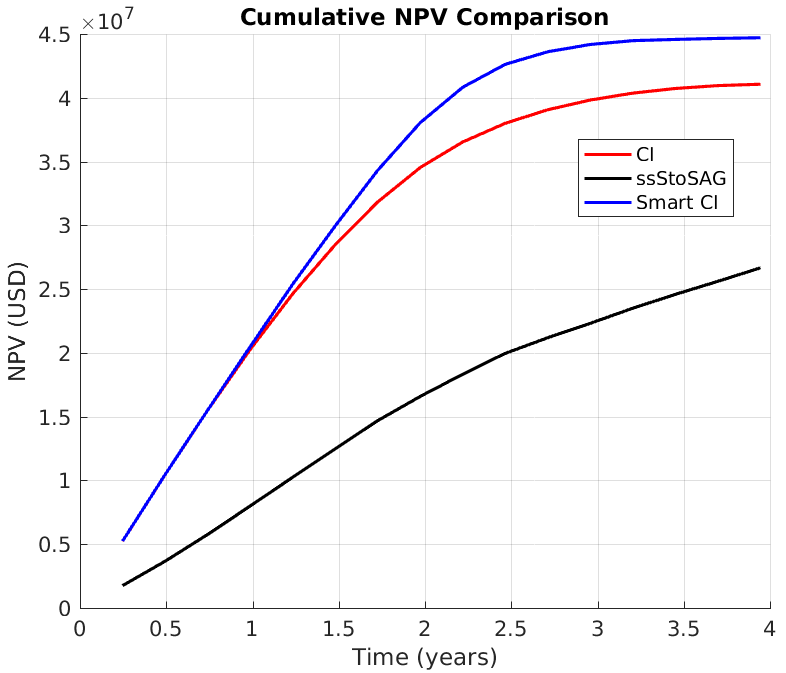 Cumulative NPV Comparison
×10^7
4.5
4
3.5
3
2.5
2
1.5
1
0.5
0
NPV (USD)
CI
ssStoSAG
Smart CI
0 0.5 1 1.5 2 2.5 3 3.5 4
Time (years)